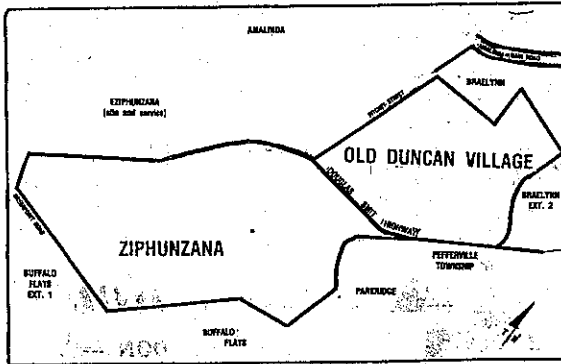 AMALINDA
BRAELYNN
EZIPHUNZANA
(site and service)
OLD DUNCAN VILLAGE
DOUGLAS SMIT HIGHWAY
BRAELYNN
EXT. 2
ZIPHUNZANA
PEFFERVILLE
TOWNSHIP
BUFFALO
FLATS
EXT. 1
PARKRIDGE
BUFFALO
FLATS